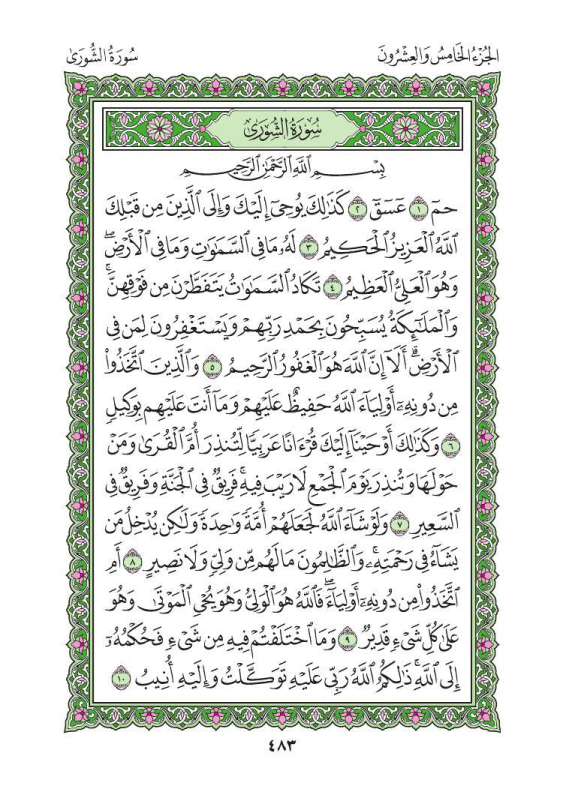 الجُزْءُ الخَامِسُ وَالعِشْرُونَ
سُورَةُ الشُّورَىٰ
سُورَةُ الشُّورَىٰ
بِسْمِ ٱللَّهِ ٱلرَّحْمَٰنِ ٱلرَّحِيمِ
حمٓ ١ عٓسٓقٓ ٢ كَذَٰلِكَ يُوحِيٓ إِلَيْكَ وَإِلَى ٱلَّذِينَ مِن قَبْلِكَ
ٱللَّهُ ٱلْعَزِيزُ ٱلْحَكِيمُ ٣ لَهُۥ مَا فِي ٱلسَّمَٰوَٰتِ وَمَا فِي ٱلْأَرْضِۖ
وَهُوَ ٱلْعَلِيُّ ٱلْعَظِيمُ ٤ تَكَادُ ٱلسَّمَٰوَٰتُ يَتَفَطَّرْنَ مِن فَوْقِهِنَّۚ
وَٱلْمَلَٰٓئِكَةُ يُسَبِّحُونَ بِحَمْدِ رَبِّهِمْ وَيَسْتَغْفِرُونَ لِمَن فِي
ٱلْأَرْضِۗ أَلَآ إِنَّ ٱللَّهَ هُوَ ٱلْغَفُورُ ٱلرَّحِيمُ ٥ وَٱلَّذِينَ ٱتَّخَذُواْ
مِن دُونِهِۦٓ أَوْلِيَآءَ ٱللَّهُ حَفِيظٌ عَلَيْهِمْ وَمَآ أَنتَ عَلَيْهِم بِوَكِيلٖ
٦ وَكَذَٰلِكَ أَوْحَيْنَآ إِلَيْكَ قُرْءَانًا عَرَبِيّٗا لِّتُنذِرَ أُمَّ ٱلْقُرَىٰ وَمَنْ
حَوْلَهَا وَتُنذِرَ يَوْمَ ٱلْجَمْعِ لَا رَيْبَ فِيهِۚ فَرِيقٞ فِي ٱلْجَنَّةِ وَفَرِيقٞ فِي
ٱلسَّعِيرِ ٧ وَلَوْ شَآءَ ٱللَّهُ لَجَعَلَهُمْ أُمَّةٗ وَٰحِدَةٗ وَلَٰكِن يُدْخِلُ مَن
يَشَآءُ فِي رَحْمَتِهِۦۚ وَٱلظَّٰلِمُونَ مَا لَهُم مِّن وَلِيّٖ وَلَا نَصِيرٍ ٨ أَمِ
ٱتَّخَذُواْ مِن دُونِهِۦٓ أَوْلِيَآءَۖ فَٱللَّهُ هُوَ ٱلْوَلِيُّ وَهُوَ يُحْيِ ٱلْمَوْتَىٰ وَهُوَ
عَلَىٰ كُلِّ شَيْءٖ قَدِيرٞ ٩ وَمَا ٱخْتَلَفْتُمْ فِيهِ مِن شَيْءٖ فَحُكْمُهُۥٓ
إِلَى ٱللَّهِۚ ذَٰلِكُمُ ٱللَّهُ رَبِّي عَلَيْهِ تَوَكَّلْتُ وَإِلَيْهِ أُنِيبُ ١٠
٤٨٣